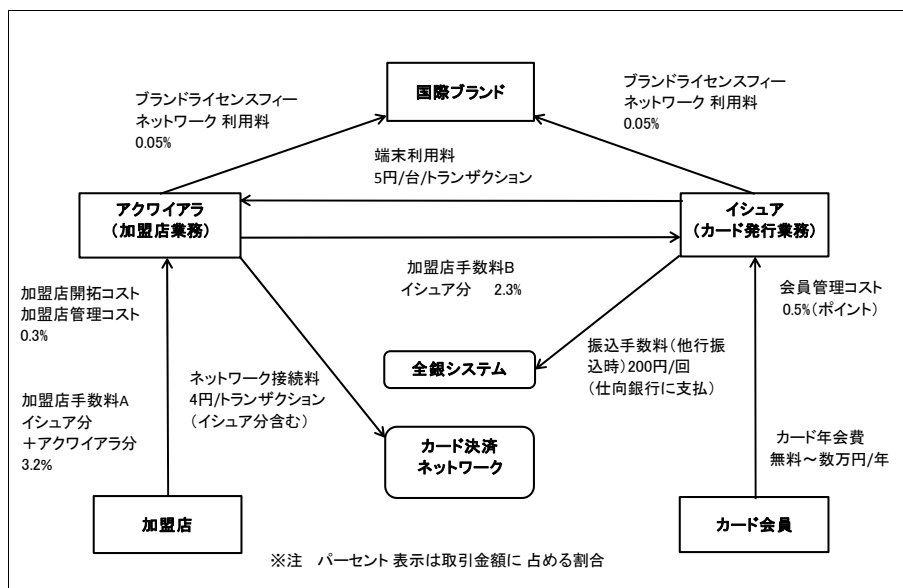 国際ブランド
ブランドライセンスフィー
ネットワーク 利用料
0.05%
ブランドライセンスフィー
ネットワーク 利用料
0.05%
端末利用料
5円/台/トランザクション
アクワイアラ
(加盟店業務)
イシュア
(カード発行業務)
加盟店手数料B
イシュア分 2.3%
加盟店開拓コスト
加盟店管理コスト
0.3%
会員管理コスト
0.5%(ポイント)
全銀システム
振込手数料(他行振
込時)200円/回
(仕向銀行に支払)
ネットワーク接続料
4円/トランザクション
(イシュア分含む)
加盟店手数料A
イシュア分
+アクワイアラ分
3.2%
カード決済
ネットワーク
カード年会費
無料~数万円/年
加盟店
カード会員
※注 パーセント 表示は取引金額に 占める割合